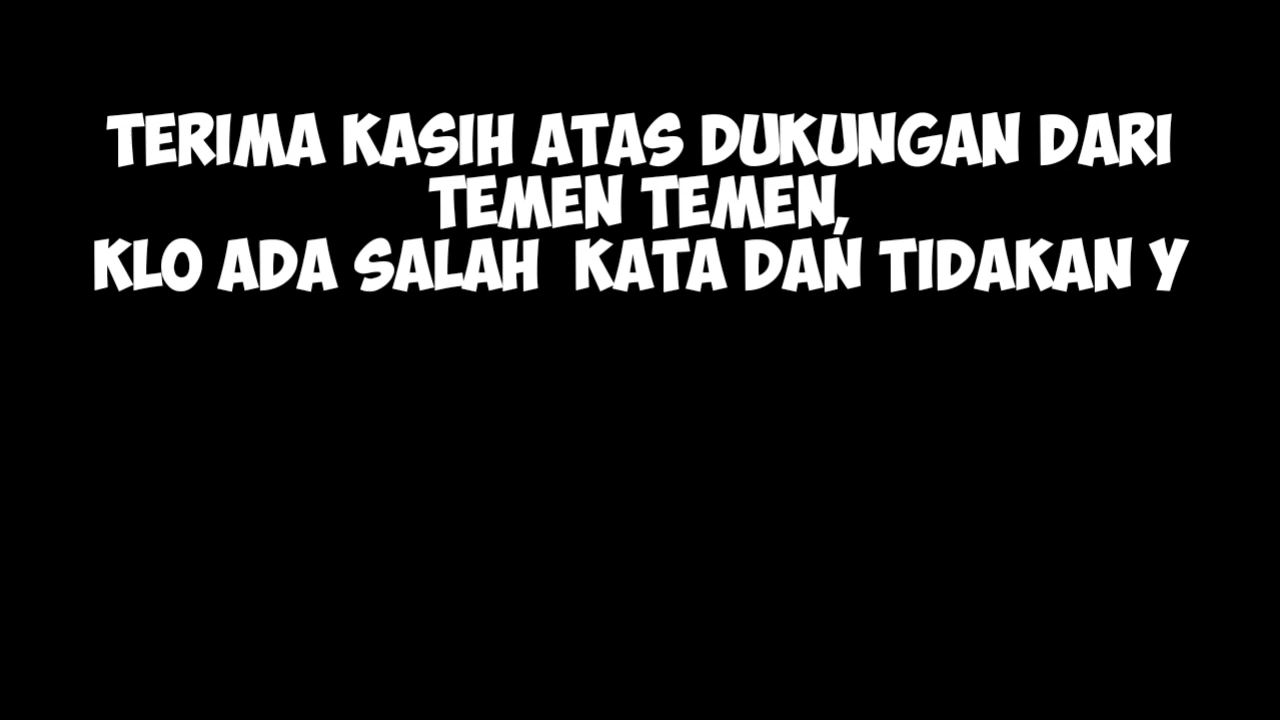 TERIMA KASIH ATAS DUKUNGAN DARI
TEMEN TEMEN,
KLO ADA SALAH KATA DAN TIDAKAN Y